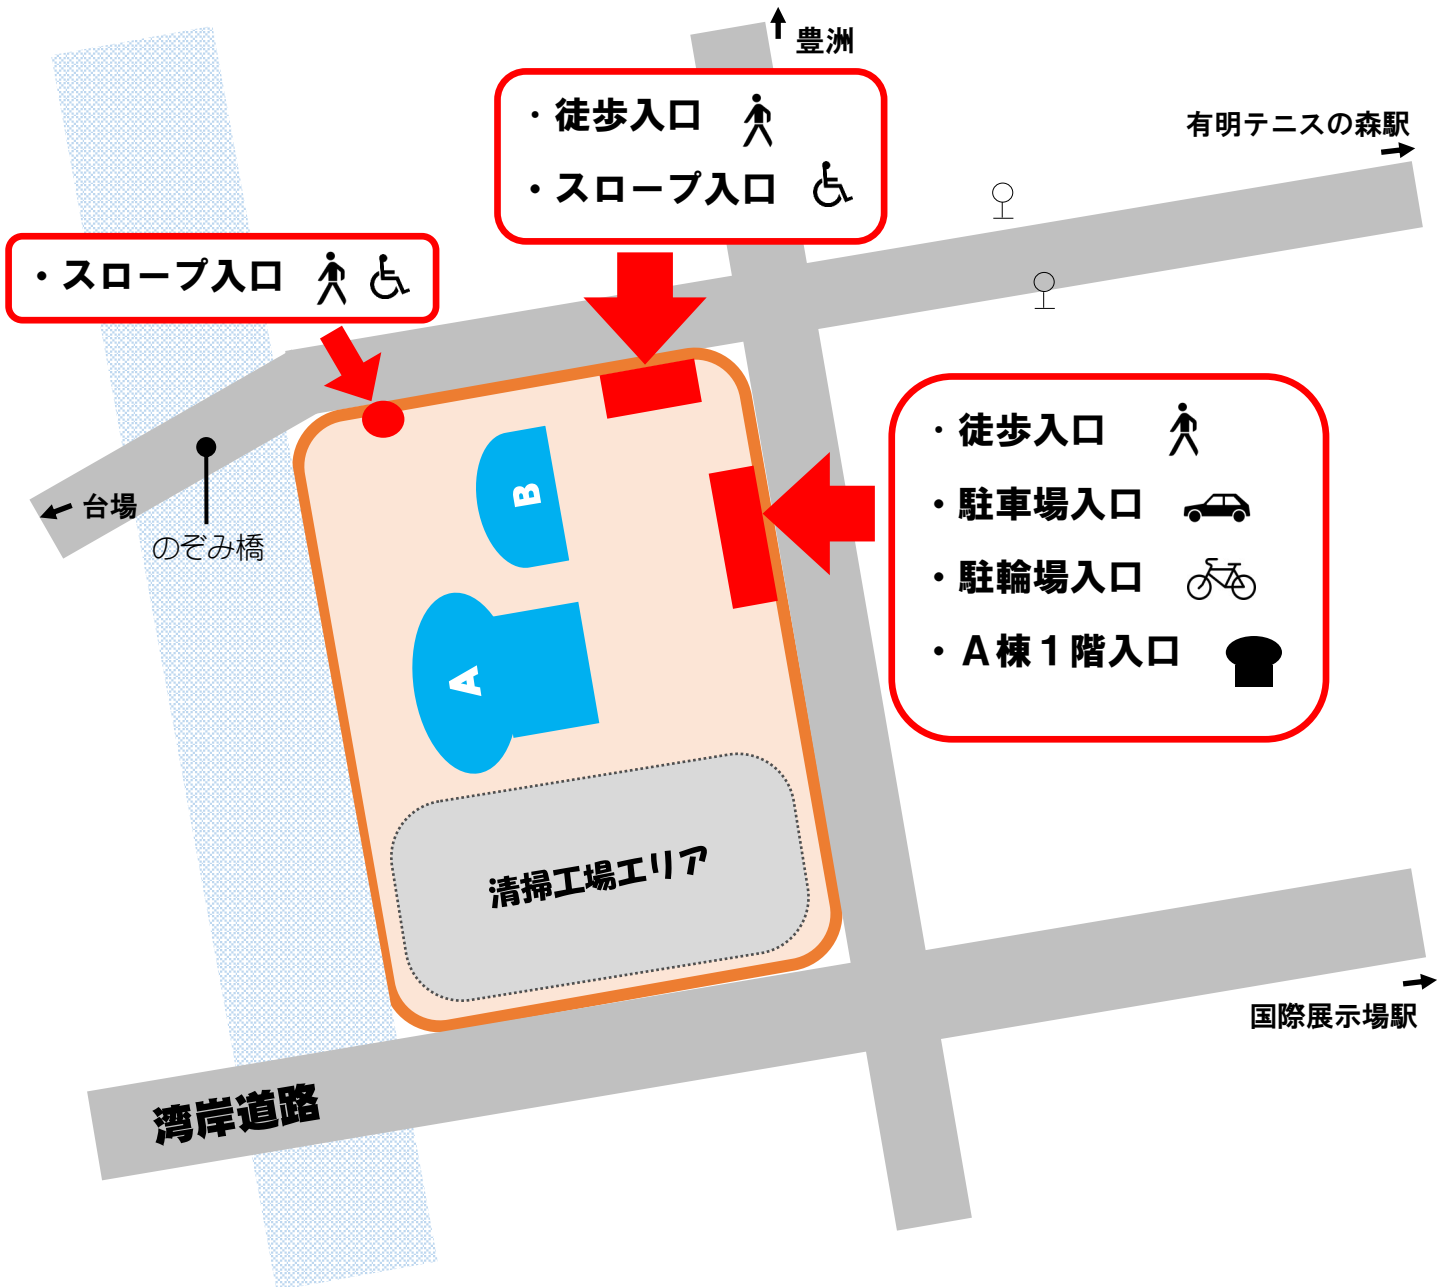 豊洲
・徒歩入口
・スロープ入口
有明テニスの森駅
・スロープ入口
・徒歩入口
・駐車場入口
・駐輪場入口
・A棟1階入口
台場
のぞみ橋
B
A
清掃工場エリア
国際展示場駅
湾岸道路